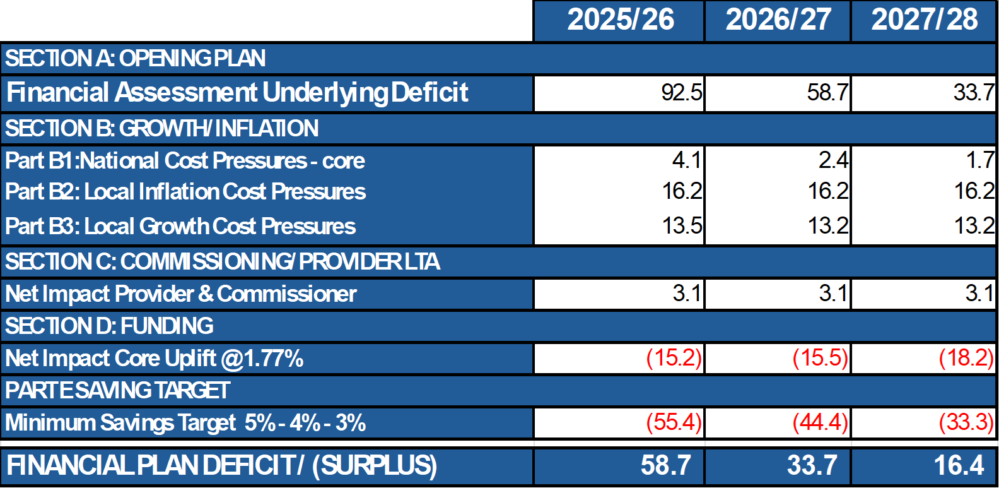 2025/26 2026/27 2027/28
SECTION A: OPENING PLAN
Financial Assessment Underlying Deficit 92.5 58.7 33.7
SECTION B: GROWTH/ INFLATION
Part B1:National Cost Pressures - core 4.1 2.4 1.7
Part B2: Local Inflation Cost Pressures 16.2 16.2 16.2
Part B3: Local Growth Cost Pressures 13.5 13.2 13.2
SECTION C: COMMISSIONING/ PROVIDER LTA
Net Impact Provider & Commissioner 3.1 3.1 3.1
SECTION D: FUNDING
Net Impact Core Uplift @1.77% (15.2) (15.5) (18.2)
PART E SAVING TARGET
Minimum Savings Target 5% - 4% - 3% (55.4) (44.4) (33.3)
FINANCIAL PLAN DEFICIT / (SURPLUS) 58.7 33.7 16.4